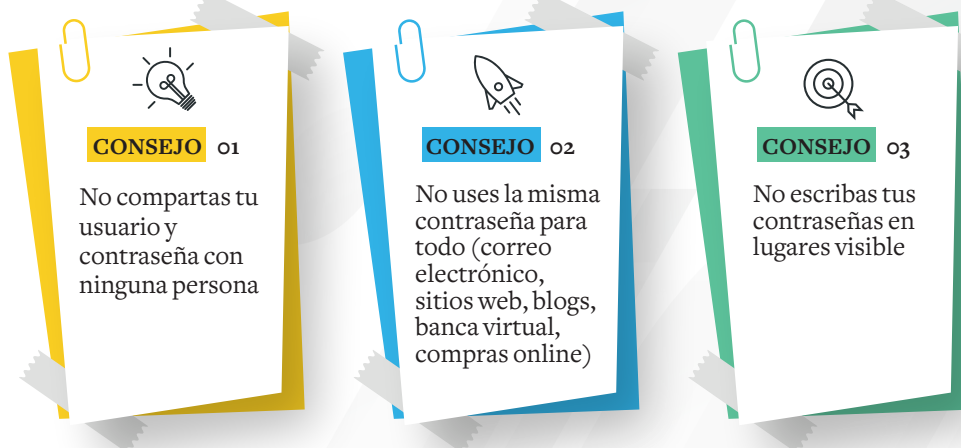 CONSEJO 01
No compartas tu
usuario y
contraseña con
ninguna persona
CONSEJO 02
No uses la misma
contraseña para
todo (correo
electrónico,
sitios web, blogs,
banca virtual,
compras online)
CONSEJO 03
No escribas tus
contraseñas en
lugares visible